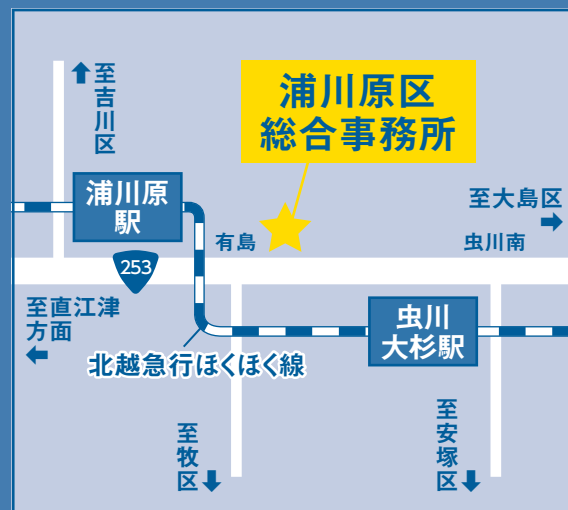 至吉川区
浦川原区
総合事務所
浦川原
駅
至大島区
有島
虫川南
253
至直江津
方面
虫川
大杉駅
北越急行ほくほく線
至牧区
至安塚区